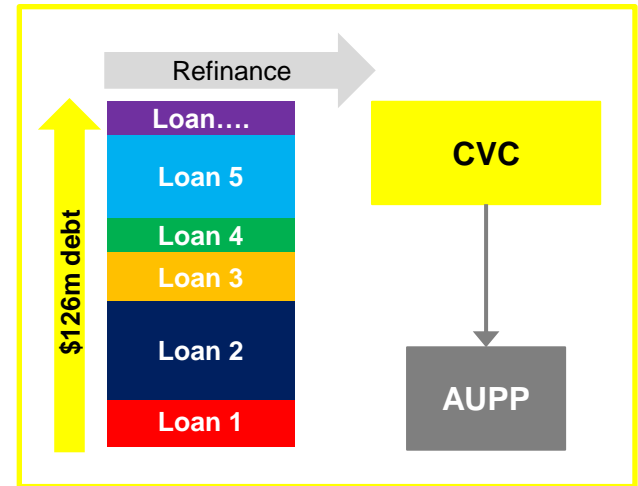 Refinance
$126m debt
Loan....
Loan 5
Loan 4
Loan 3
Loan 2
Loan 1
CVC
AUPP